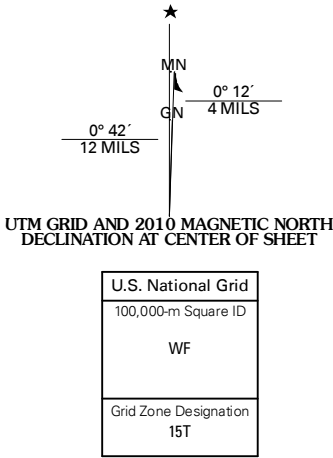 MN
0° 12´
4 MILS
GN
0° 42´
12 MILS
UTM GRID AND 2010 MAGNETIC NORTH
DECLINATION AT CENTER OF SHEET
U.S. National Grid
100,000-m Square ID
WF
Grid Zone Designation
15T